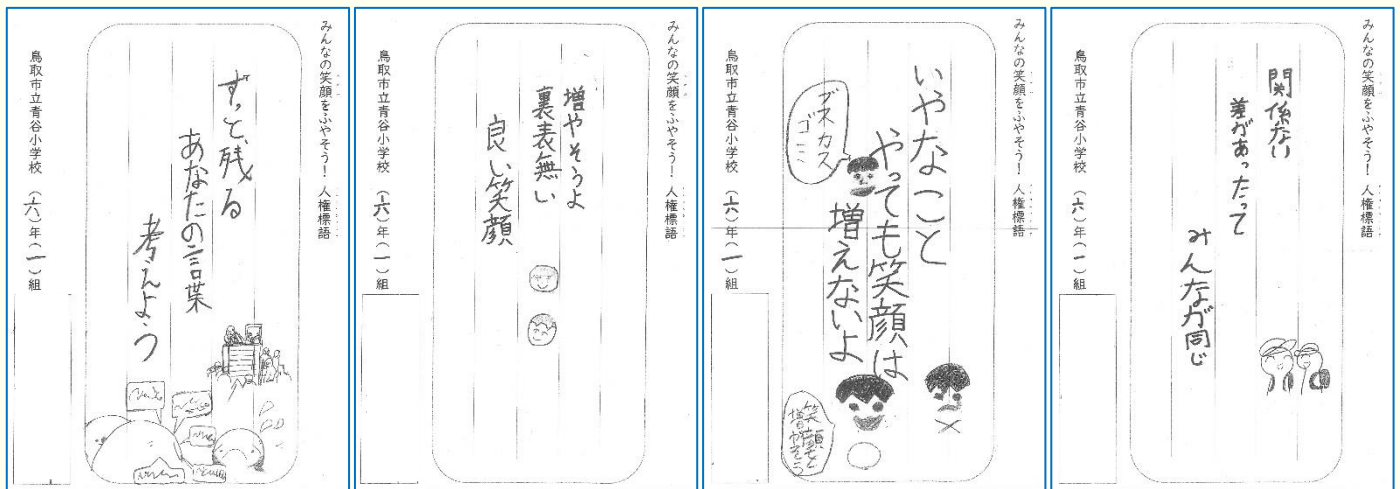 みんなの笑顔をふやそう！人権標語
ずっと残る
あなたの言葉
考えよう
鳥取市立青谷小学校 （六）年（一）組
みんなの笑顔をふやそう！人権標語
増やそうよ
裏表無い
良い笑顔
鳥取市立青谷小学校 （六）年（一）組
みんなの笑顔をふやそう！人権標語
いやなこと
やっても笑顔は
増えないよ
カス
ゴミ
笑顔を
増やそう
鳥取市立青谷小学校 （六）年（一）組
みんなの笑顔をふやそう！人権標語
関係ない
差があったって
みんなが同じ
鳥取市立青谷小学校 （六）年（一）組